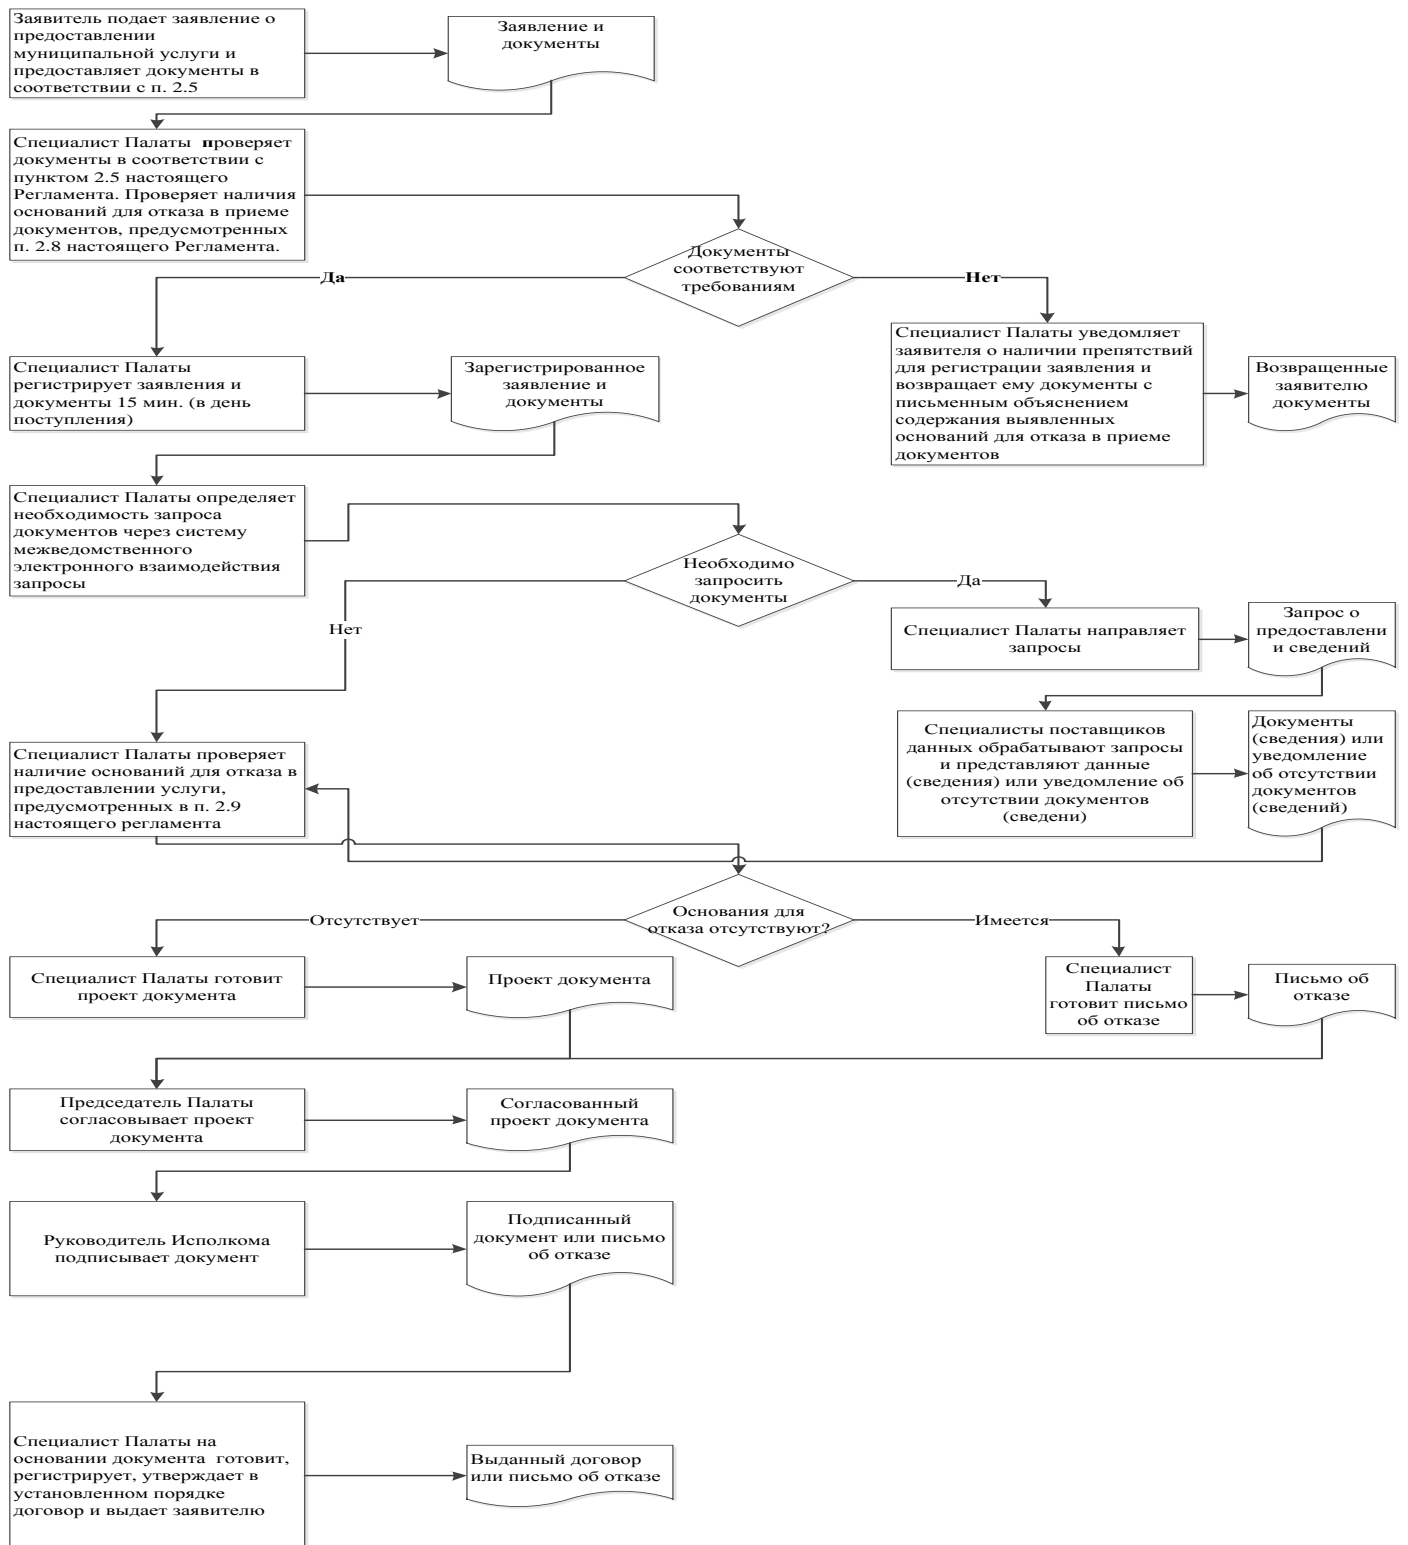 Заявитель подает заявление о
предоставлении
муниципальной услуги и
предоставляет документы в
соответствии с п. 2.5
Заявление и
документы
Специалист Палаты  проверяет
документы в соответствии с
пунктом 2.5 настоящего
Регламента. Проверяет наличия
оснований для отказа в приеме
документов, предусмотренных
п. 2.8 настоящего Регламента.
Документы
соответствуют
требованиям
Да
Нет
Специалист Палаты
регистрирует заявления и
документы 15 мин. (в день
поступления)
Зарегистрированное
заявление и
документы
Специалист Палаты уведомляет
заявителя о наличии препятствий
для регистрации заявления и
возвращает ему документы с
письменным объяснением
содержания выявленных
оснований для отказа в приеме
документов
Возвращенные
заявителю
документы
Специалист Палаты определяет
необходимость запроса
документов через систему
межведомственного
электронного взаимодействия
запросы
Необходимо
запросить
документы
Да
Нет
Специалист Палаты направляет
запросы
Запрос о
предоставлени
и сведений
Специалисты поставщиков
данных обрабатывают запросы
и представляют данные
(сведения) или уведомление об
отсутствии документов
(сведени)
Документы
(сведения) или
уведомление
об отсутствии
документов
(сведений)
Специалист Палаты проверяет
наличие оснований для отказа в
предоставлении услуги,
предусмотренных в п. 2.9
настоящего регламента
Основания для
отказа отсутствуют?
Отсутствует
Имеется
Специалист Палаты готовит
проект документа
Проект документа
Специалист
Палаты
готовит письмо
об отказе
Письмо об
отказе
Председатель Палаты
согласовывает проект
документа
Согласованный
проект документа
Руководитель Исполкома
подписывает документ
Подписанный
документ или письмо
об отказе
Специалист Палаты на
основании документа  готовит,
регистрирует, утверждает в
установленном порядке
договор и выдает заявителю
Выданный договор
или письмо об отказе